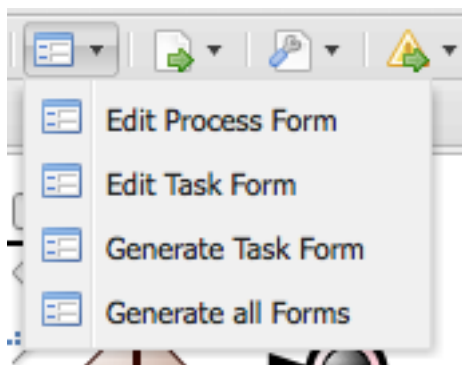 Edit Process Form
Edit Task Form
Generate Task Form
Generate all Forms